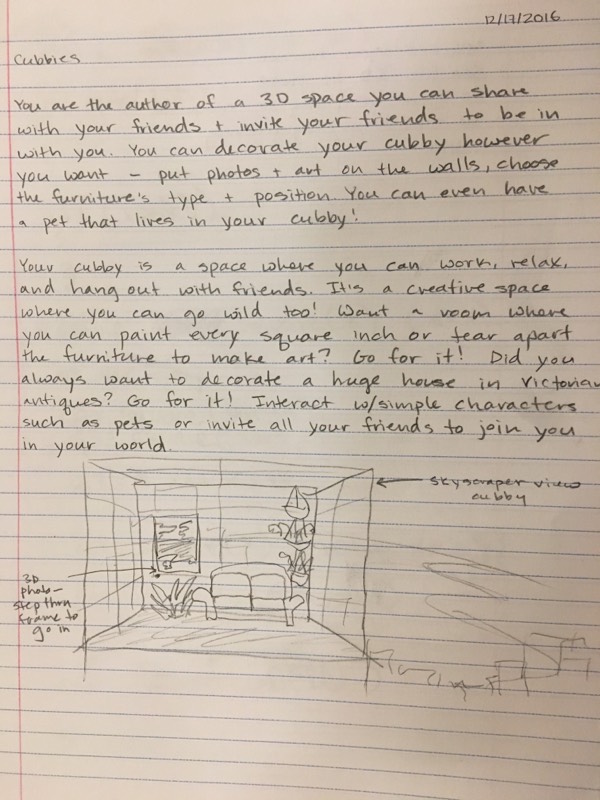 12/17/2016
Cubbies
You are the author of a 3D space you can share
with your friends + invite your friends to be in
with you. You can decorate your cubby however
you want - put photos + art on the walls, choose
the furniture's type + position. You can even have
a pet that lives in your cubby!
Your cubby is a space where you can work, relax,
and hang out with friends. It's a creative space
where you can go wild too! Want a room where
you can paint every square inch or tear apart
the furniture to make art? Go for it! Did you
always want to decorate a huge house in Victorian
antiques? Go for it! Interact w/simple characters
such as pets or invite all your friends to join you
in your world.
skyscraper view
cubby
3D
photo-
step thru
frame to
go in